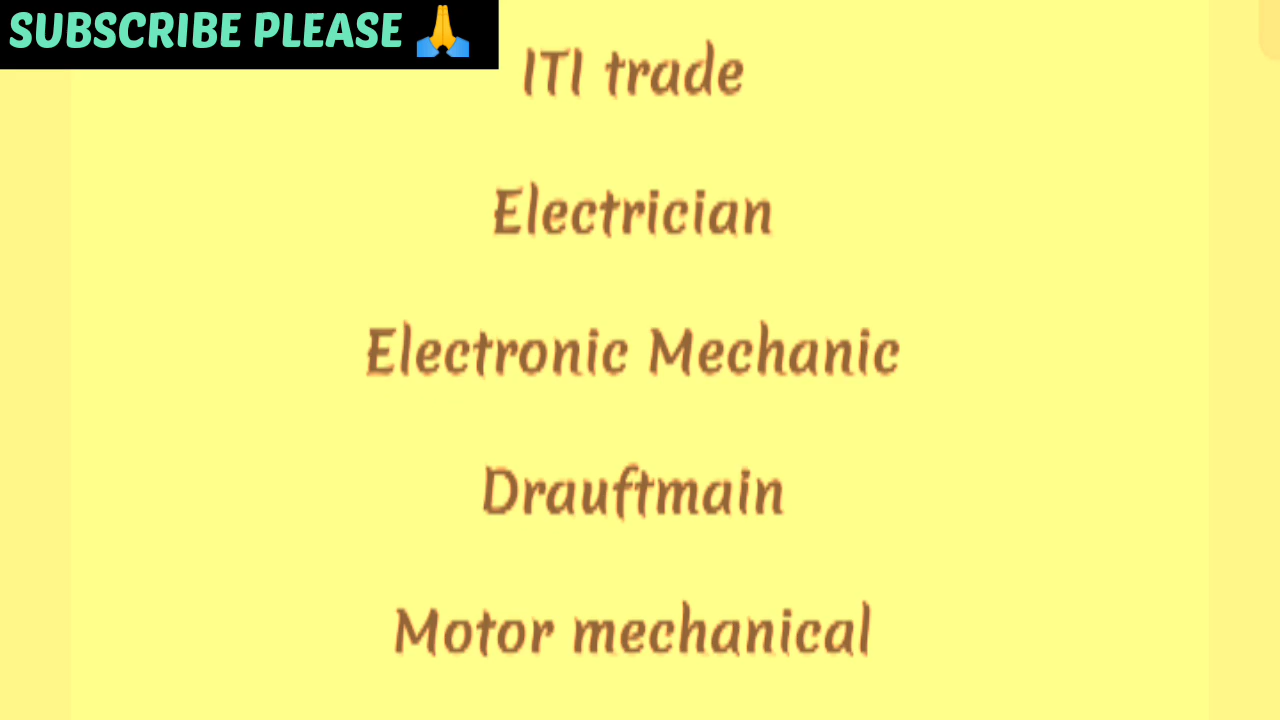 SUBSCRIBE PLEASE 🙏
ITI trade
Electrician
Electronic Mechanic
Drauftmain
Motor mechanical